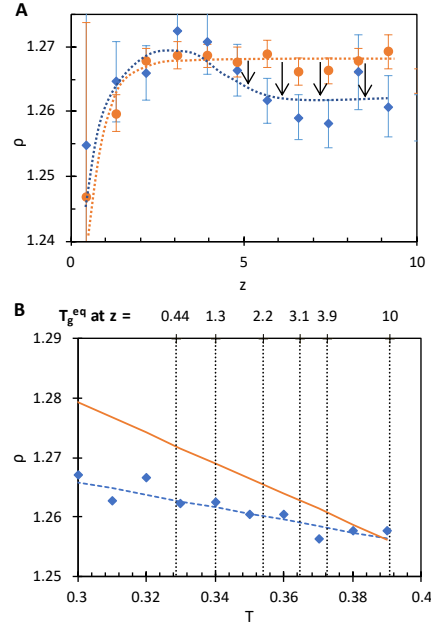 A
1.27
1.26
1.25
1.24
ρ
0 5 10
z
B T_g^eq at z = 0.44 1.3 2.2 3.1 3.9 10
1.29
1.28
1.27
1.26
1.25
ρ
0.3 0.32 0.34 0.36 0.38 0.4
T